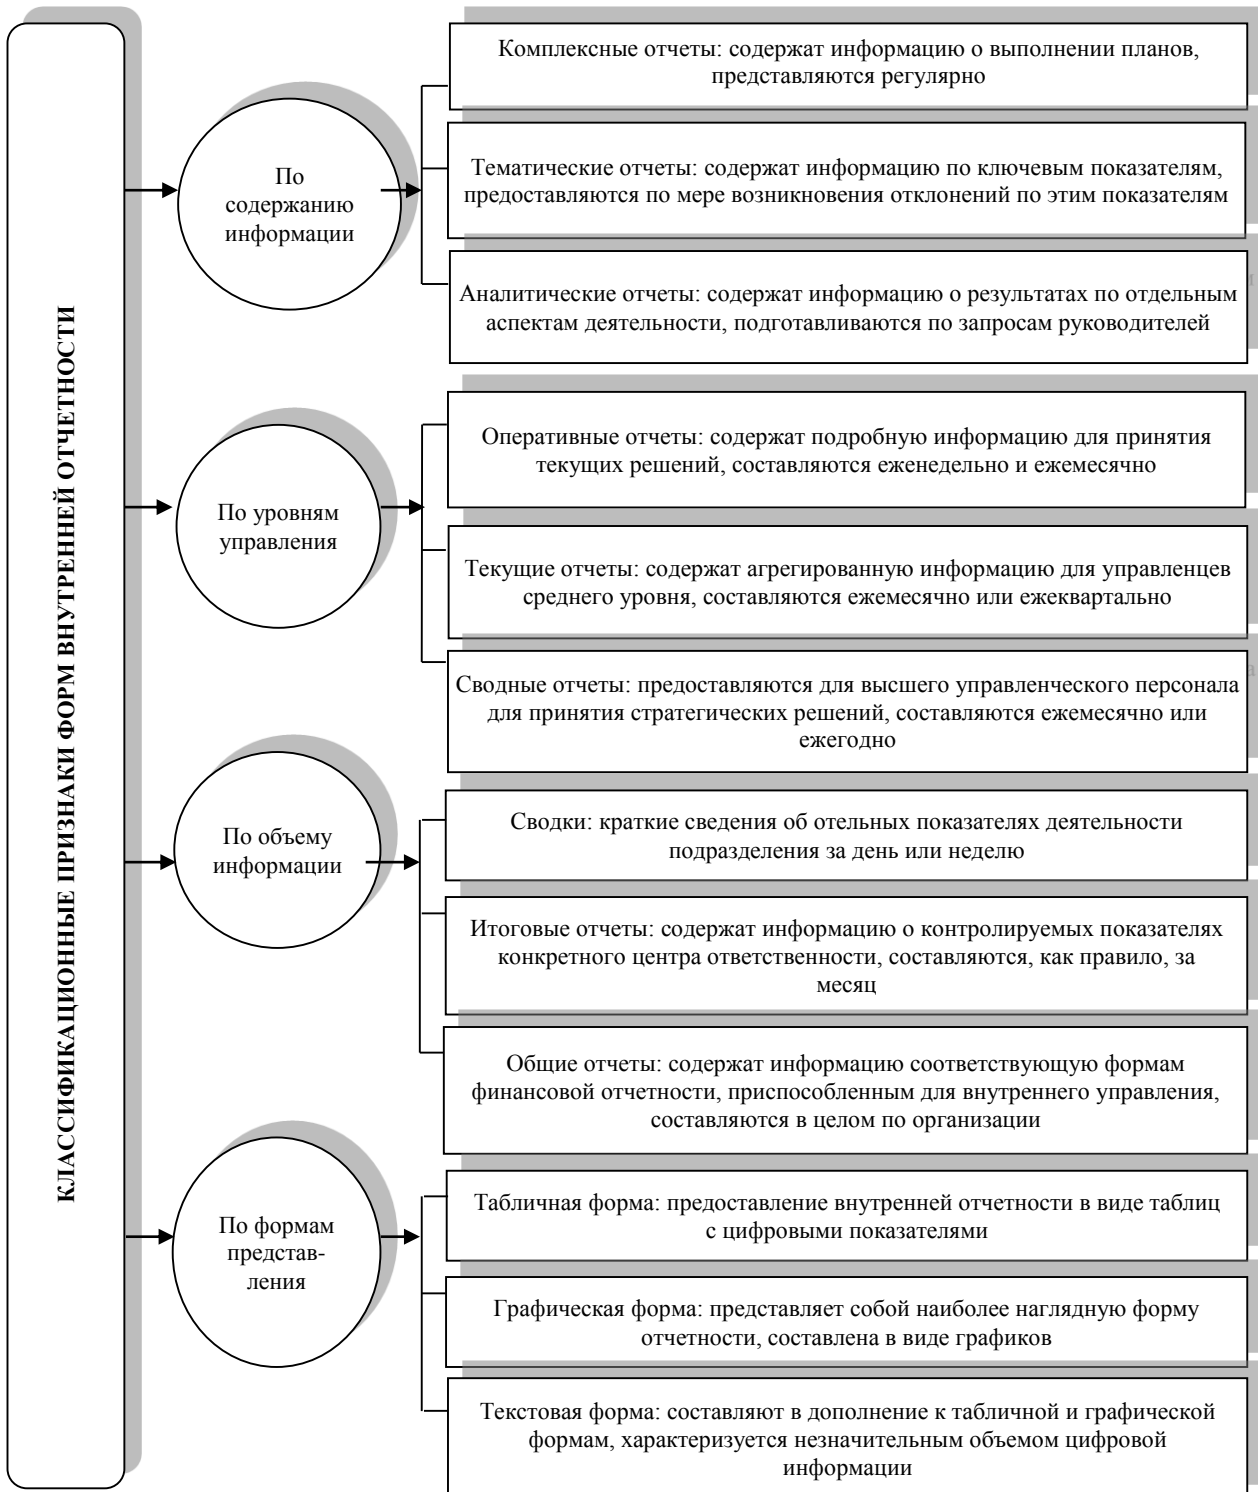 КЛАССИФИКАЦИОННЫЕ ПРИЗНАКИ ФОРМ ВНУТРЕННЕЙ ОТЧЕТНОСТИ
По
содержанию
информации
Комплексные отчеты: содержат информацию о выполнении планов,
представляются регулярно
Тематические отчеты: содержат информацию по ключевым показателям,
предоставляются по мере возникновения отклонений по этим показателям
Аналитические отчеты: содержат информацию о результатах по отдельным
аспектам деятельности, подготавливаются по запросам руководителей
По уровням
управления
Оперативные отчеты: содержат подробную информацию для принятия
текущих решений, составляются еженедельно и ежемесячно
Текущие отчеты: содержат агрегированную информацию для управленцев
среднего уровня, составляются ежемесячно или ежеквартально
Сводные отчеты: предоставляются для высшего управленческого персонала
для принятия стратегических решений, составляются ежемесячно или
ежегодно
По объему
информации
Сводки: краткие сведения об отельных показателях деятельности
подразделения за день или неделю
Итоговые отчеты: содержат информацию о контролируемых показателях
конкретного центра ответственности, составляются, как правило, за
месяц
Общие отчеты: содержат информацию соответствующую формам
финансовой отчетности, приспособленным для внутреннего управления,
составляются в целом по организации
По формам
представ-
ления
Табличная форма: предоставление внутренней отчетности в виде таблиц
с цифровыми показателями
Графическая форма: представляет собой наиболее наглядную форму
отчетности, составлена в виде графиков
Текстовая форма: составляют в дополнение к табличной и графической
формам, характеризуется незначительным объемом цифровой
информации